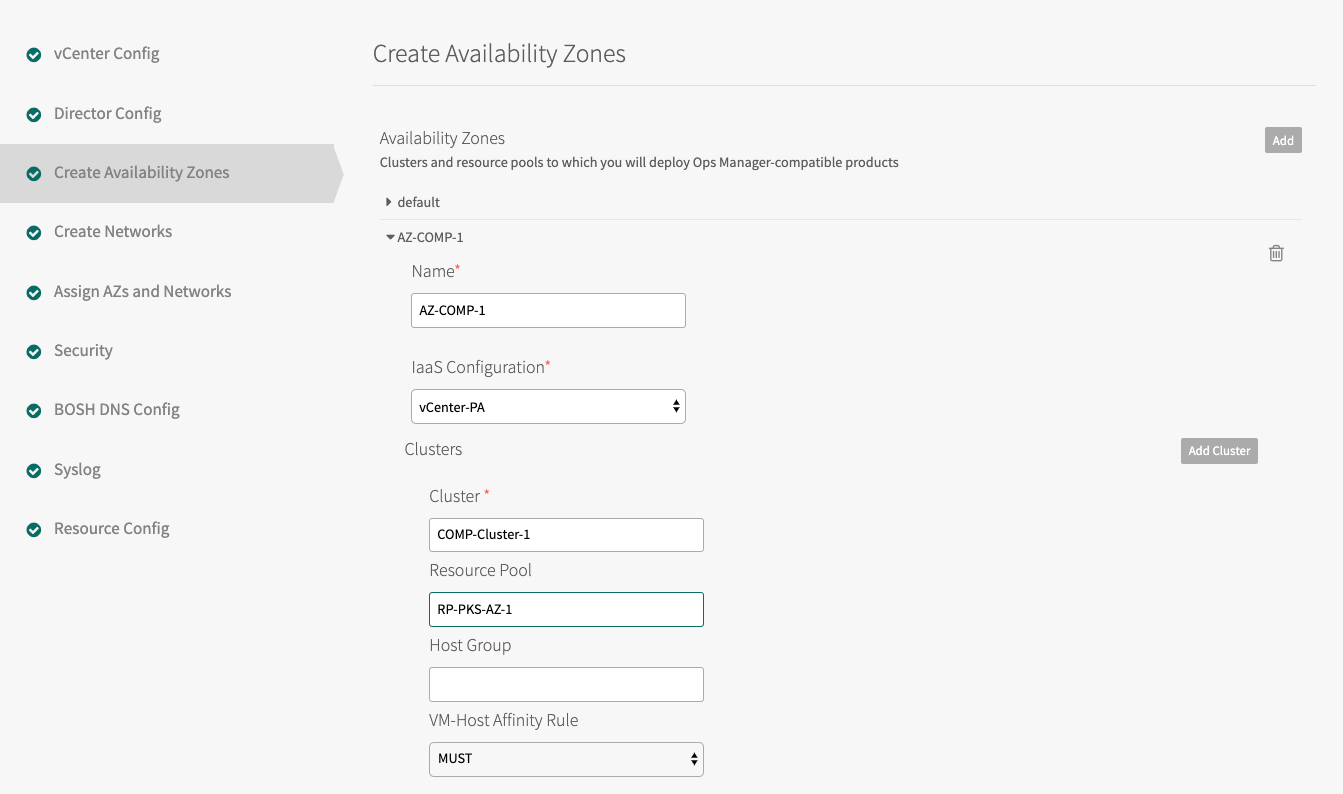 vCenter Config
Director Config
Create Availability Zones
Create Networks
Assign AZs and Networks
Security
BOSH DNS Config
Syslog
Resource Config
Create Availability Zones
Availability Zones
Add
Clusters and resource pools to which you will deploy Ops Manager-compatible products
default
AZ-COMP-1
Name*
AZ-COMP-1
IaaS Configuration*
vCenter-PA
Clusters
Add Cluster
Cluster *
COMP-Cluster-1
Resource Pool
RP-PKS-AZ-1
Host Group
VM-Host Affinity Rule
MUST